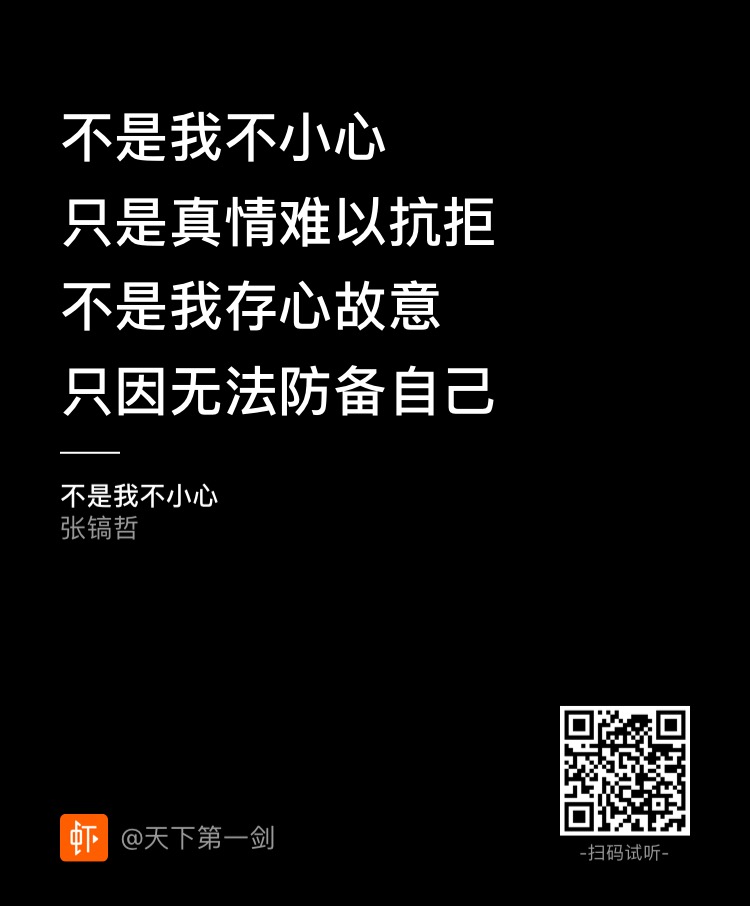 不是我不小心
只是真情难以抗拒
不是我存心故意
只因无法防备自己
不是我不小心
张镐哲
虾
@天下第一剑
-扫码试听-